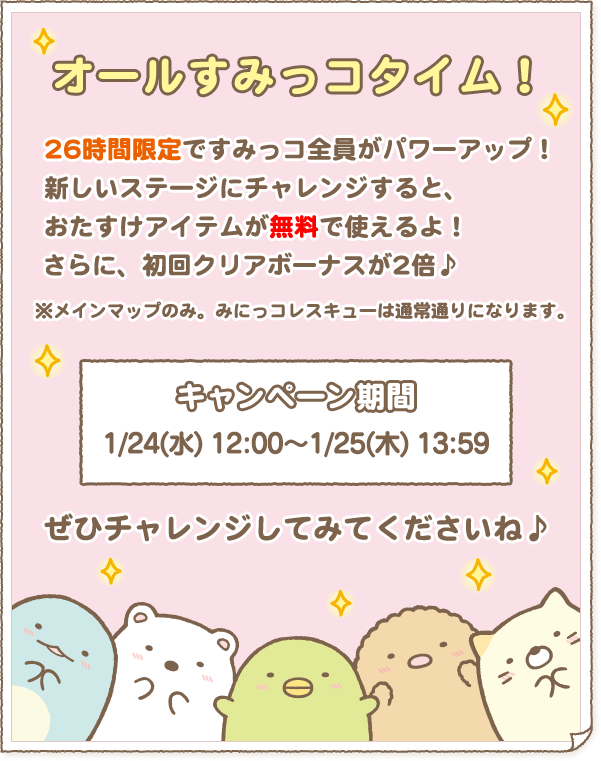 オールすみっコタイム！
26時間限定ですみっコ全員がパワーアップ！
新しいステージにチャレンジすると、
おたすけアイテムが無料で使えるよ！
さらに、初回クリアボーナスが2倍♪
※メインマップのみ。みにっコレスキューは通常通りになります。
キャンペーン期間
1/24(水) 12:00～1/25(木) 13:59
ぜひチャレンジしてみてくださいね♪